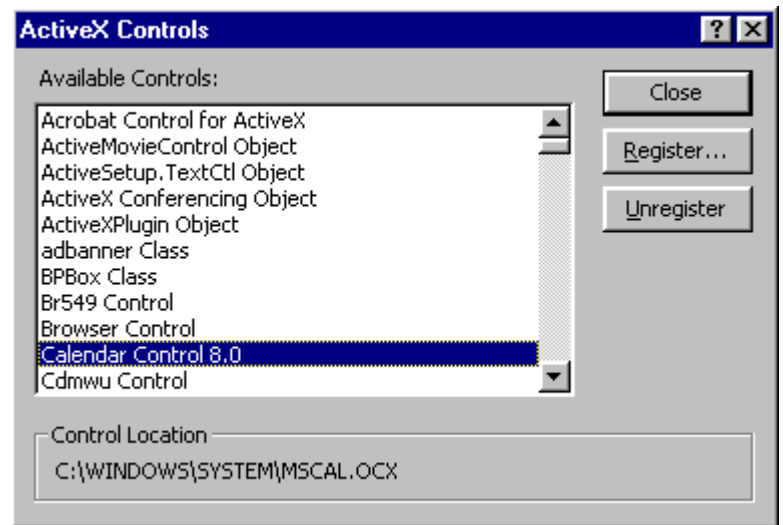 ActiveX Controls
Available Controls:
Acrobat Control for ActiveX
ActiveMovieControl Object
ActiveSetup.TextCtl Object
ActiveX Conferencing Object
ActiveXPlugin Object
adbanner Class
BPBox Class
Br549 Control
Browser Control
Calendar Control 8.0
Cdmwu Control
Close
Register...
Unregister
Control Location
C:\WINDOWS\SYSTEM\MSCAL.OCX